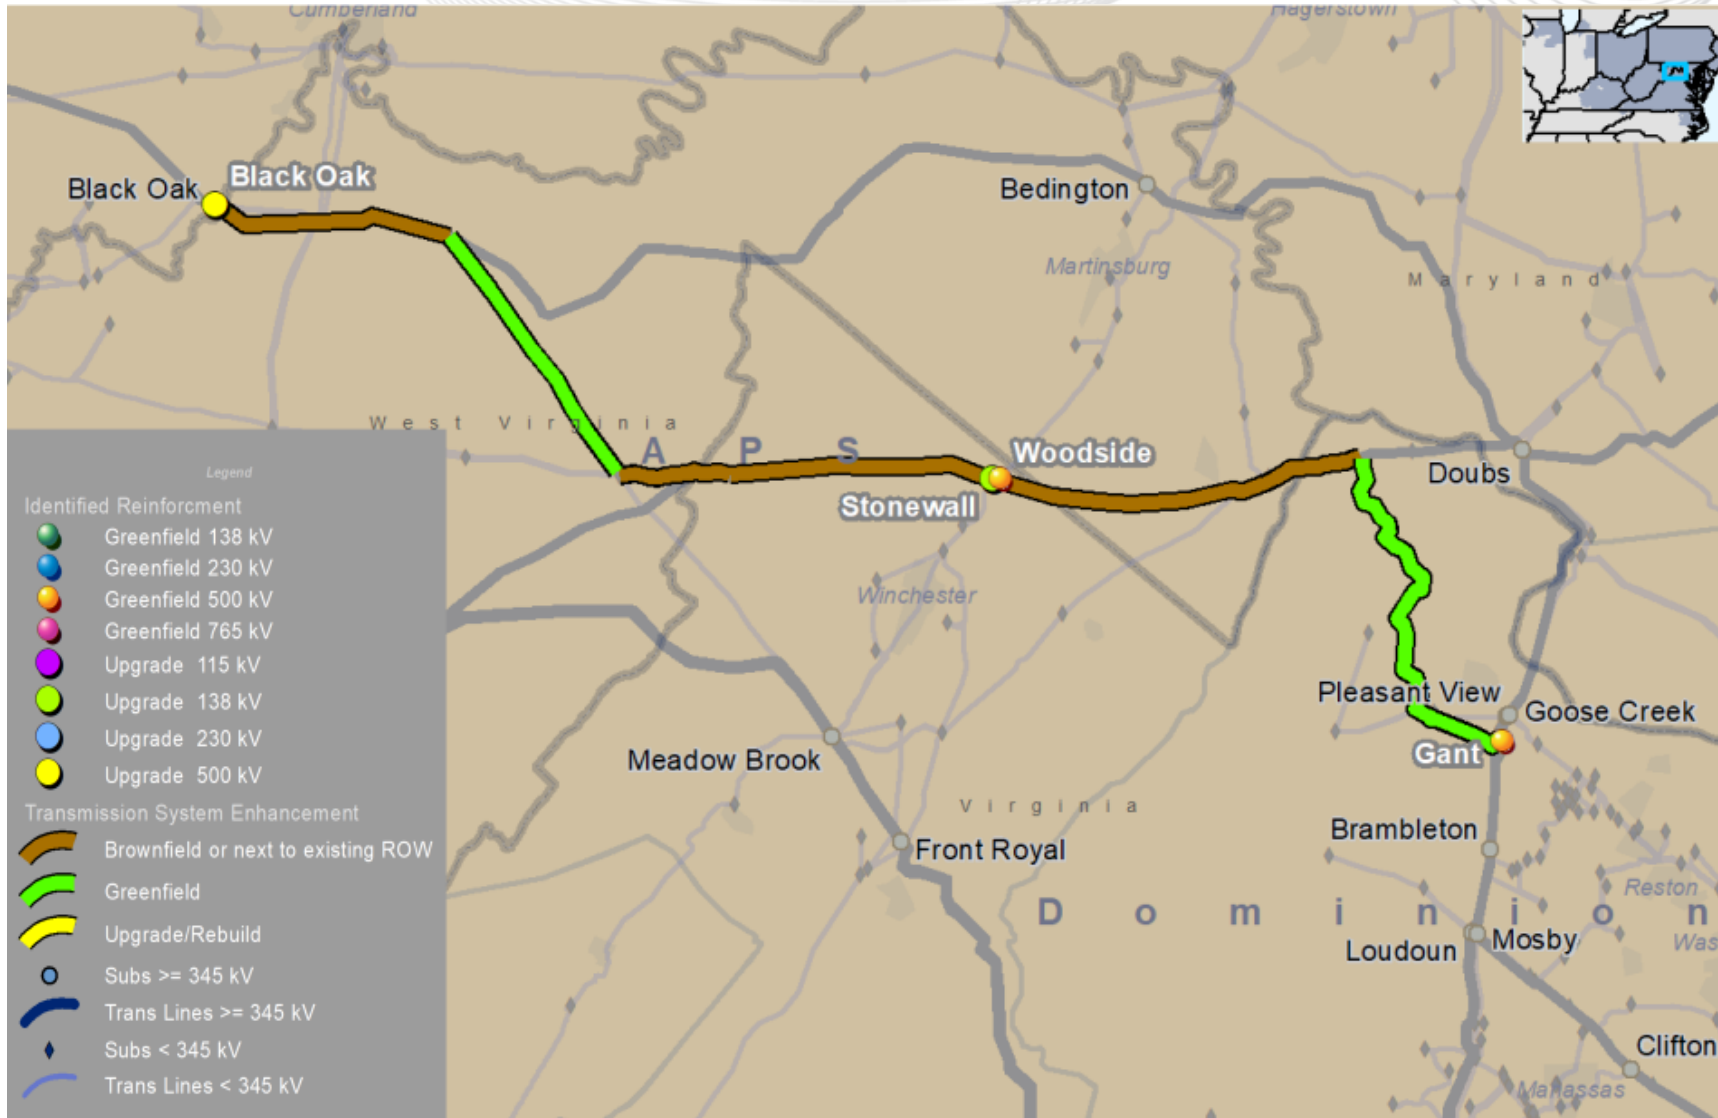 Cumberland
Hagerstown
Black Oak
Black Oak
Bedington
Martinsburg
Maryland
West Virginia
APS
Woodside
Stonewall
Doubs
Winchester
Pleasant View
Goose Creek
Gant
Meadow Brook
Virginia
Brambleton
Front Royal
Reston
Dominion
Loudoun
Mosby
Was
Clifton
Manassas
Legend
Identified Reinforcment
Greenfield 138 kV
Greenfield 230 kV
Greenfield 500 kV
Greenfield 765 kV
Upgrade 115 kV
Upgrade 138 kV
Upgrade 230 kV
Upgrade 500 kV
Transmission System Enhancement
Brownfield or next to existing ROW
Greenfield
Upgrade/Rebuild
Subs >= 345 kV
Trans Lines >= 345 kV
Subs < 345 kV
Trans Lines < 345 kV